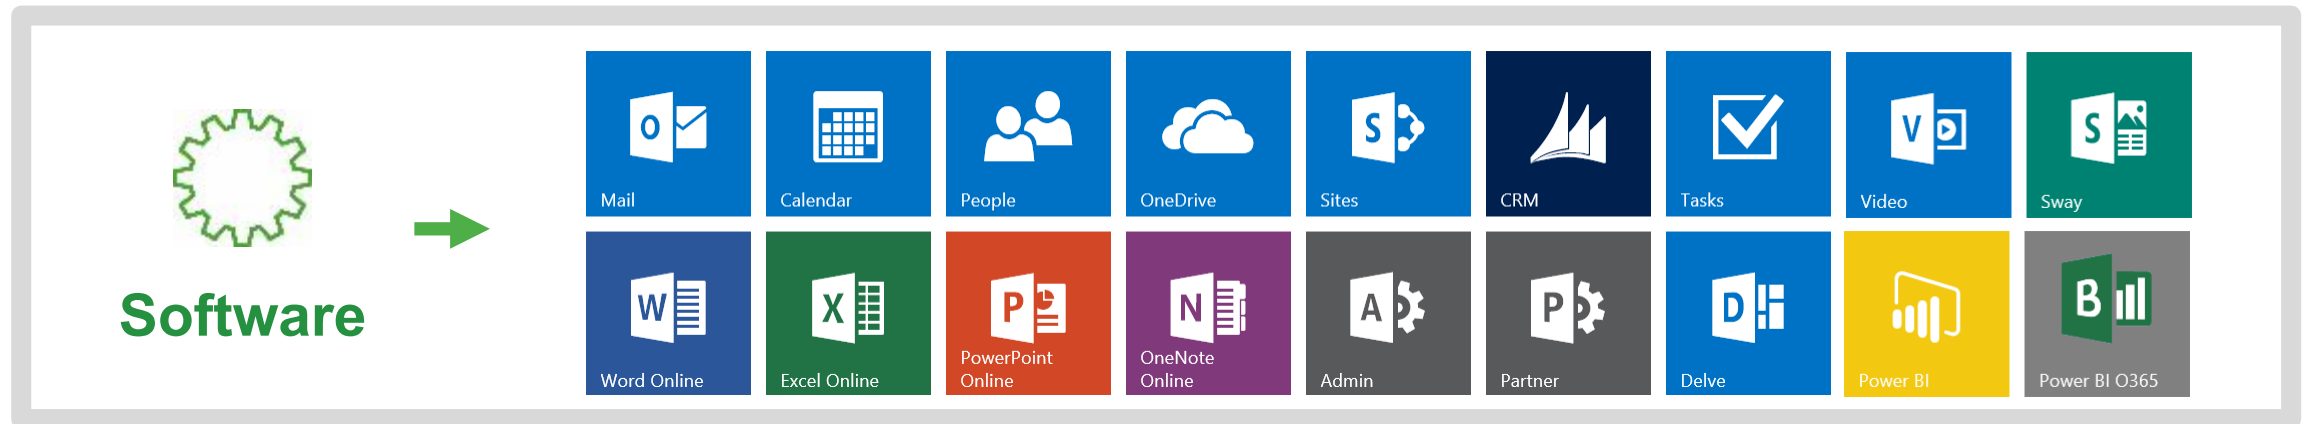 Software
O
S
V
S
Mail
Calendar
People
OneDrive
Sites
CRM
Tasks
Video
Sway
W
X
P
N
A
P
D
B
Word Online
Excel Online
PowerPoint
Online
OneNote
Online
Admin
Partner
Delve
Power BI
Power BI O365